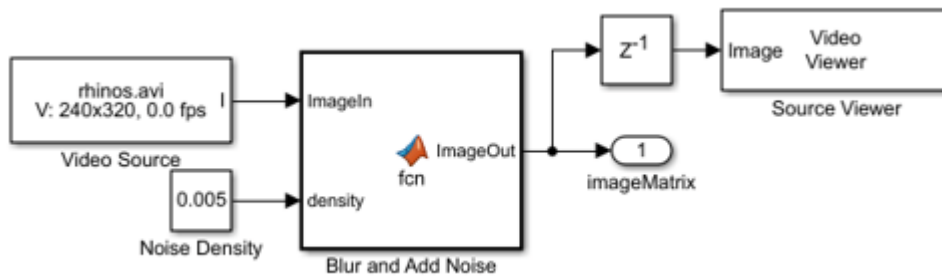 rhinos.avi
V: 240x320, 0.0 fps
I
Video Source
0.005
Noise Density
ImageIn
density
fcn
ImageOut
Blur and Add Noise
Z-1
1
imageMatrix
Image
Video
Viewer
Source Viewer